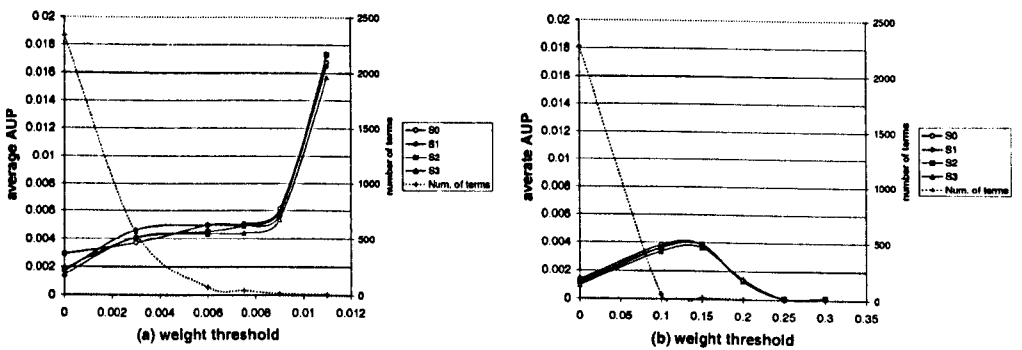 0.02
0.018
0.016
0.014
0.012
0.01
0.008
0.006
0.004
0.002
0
average AUP
0 0.002 0.004 0.006 0.008 0.01 0.012
(a) weight threshold
2500
2000
1500
1000
500
0
number of terms
S0
S1
S2
S3
Num. of terms
0.02
0.018
0.016
0.014
0.012
0.01
0.008
0.006
0.004
0.002
0
averate AUP
0 0.05 0.1 0.15 0.2 0.25 0.3 0.35
(b) weight threshold
2500
2000
1500
1000
500
0
number of terms
S0
S1
S2
S3
Num. of terms